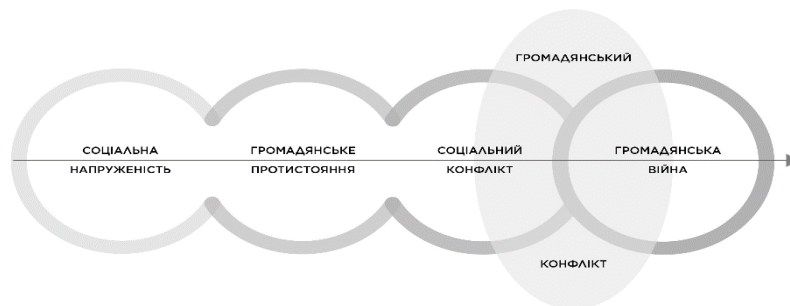 ГРОМАДЯНСЬКИЙ
СОЦІАЛЬНА
НАПРУЖЕНІСТЬ
ГРОМАДЯНСЬКЕ
ПРОТИСТОЯННЯ
СОЦІАЛЬНИЙ
КОНФЛІКТ
ГРОМАДЯНСЬКА
ВІЙНА
КОНФЛІКТ